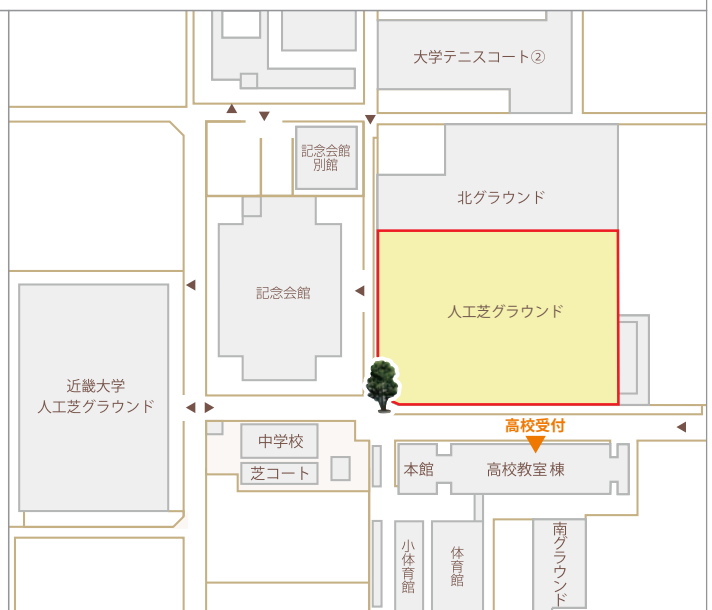 大学テニスコート②
記念会館
別館
北グラウンド
記念会館
人工芝グラウンド
近畿大学
人工芝グラウンド
高校受付
中学校
芝コート
本館
高校教室棟
小体育館
体育館
南グラウンド